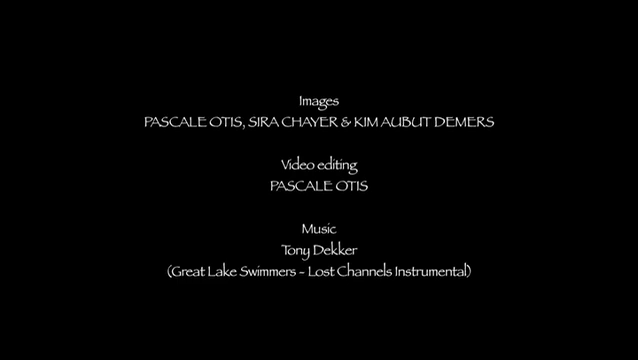 Images
PASCALE OTIS, SIRA CHAYER & KIM AUBUT DEMERS
Video editing
PASCALE OTIS
Music
Tony Dekker
(Great Lake Swimmers - Lost Channels Instrumental)